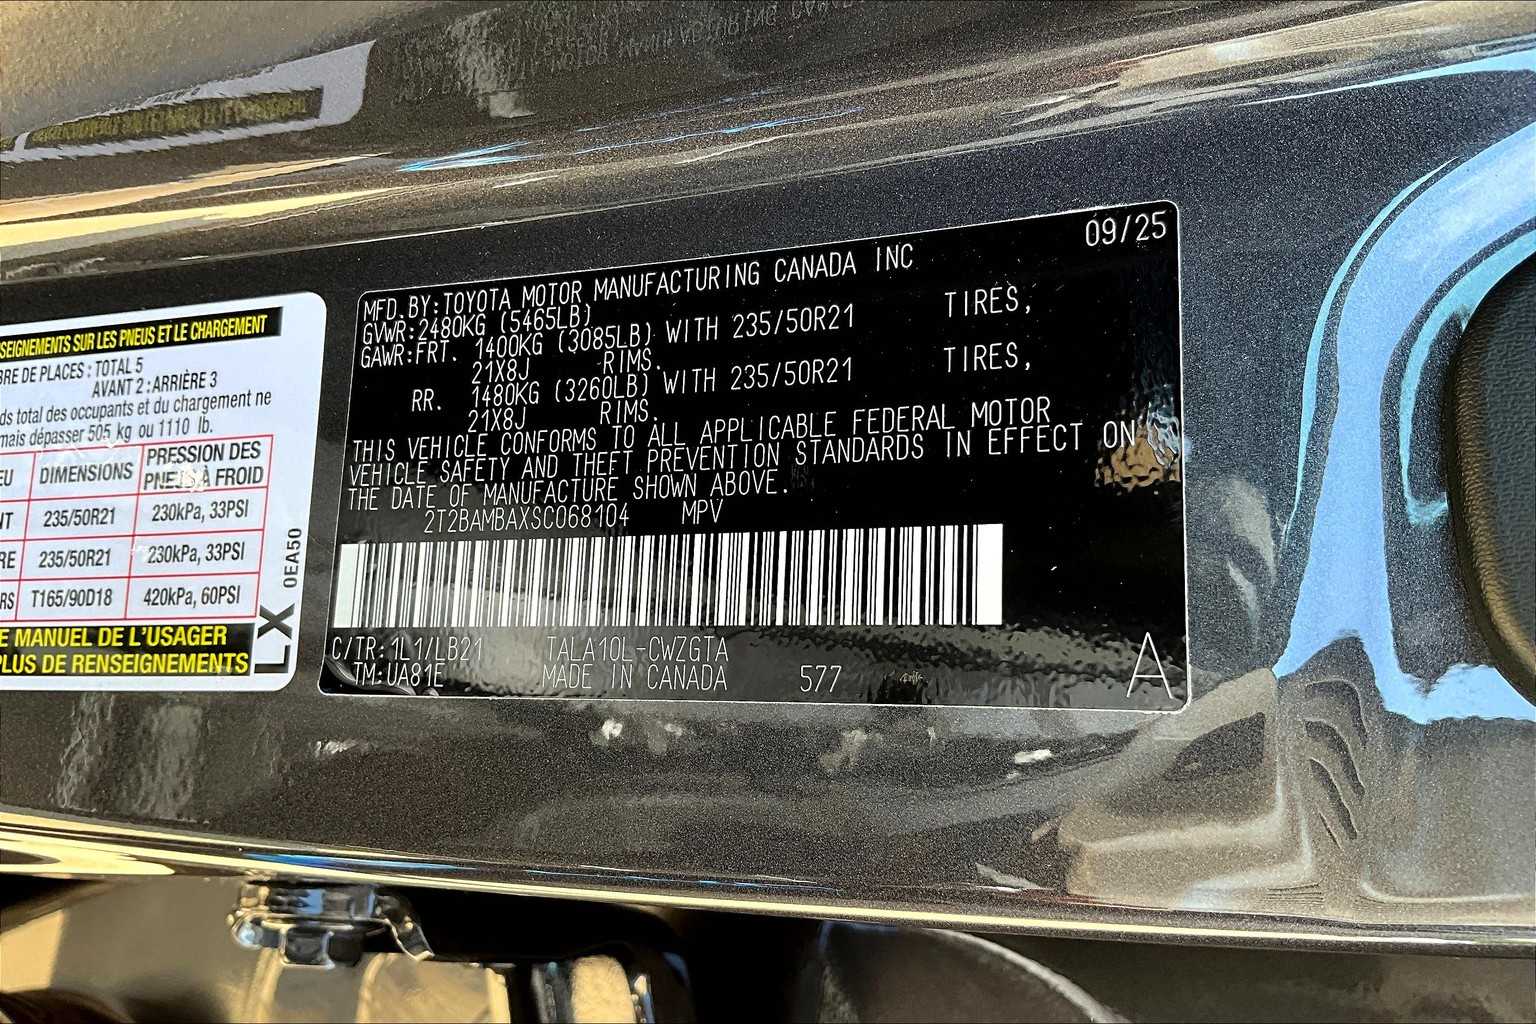 SEIGNEMENTS SUR LES PNEUS ET LE CHARGEMENT
BRE DE PLACES : TOTAL 5
AVANT 2 : ARRIÈRE 3
ds total des occupants et du chargement ne
mais dépasser 505 kg ou 1110 lb.
EU DIMENSIONS PRESSION DES PNEUS À FROID
NT 235/50R21 230kPa, 33PSI
RE 235/50R21 230kPa, 33PSI
RS T165/90D18 420kPa, 60PSI
E MANUEL DE L'USAGER
PLUS DE RENSEIGNEMENTS
LX 0EA50
09/25
MFD.BY:TOYOTA MOTOR MANUFACTURING CANADA INC
GVWR:2480KG (5465LB)
GAWR:FRT. 1400KG (3085LB) WITH 235/50R21 TIRES,
21X8J RIMS.
RR. 1480KG (3260LB) WITH 235/50R21 TIRES,
21X8J RIMS.
THIS VEHICLE CONFORMS TO ALL APPLICABLE FEDERAL MOTOR
VEHICLE SAFETY AND THEFT PREVENTION STANDARDS IN EFFECT ON
THE DATE OF MANUFACTURE SHOWN ABOVE.
2T2BAMBAXSC068104 MPV
C/TR:1L1/LB21 TALA10L-CWZGTA
TM:UA81E MADE IN CANADA 577
A